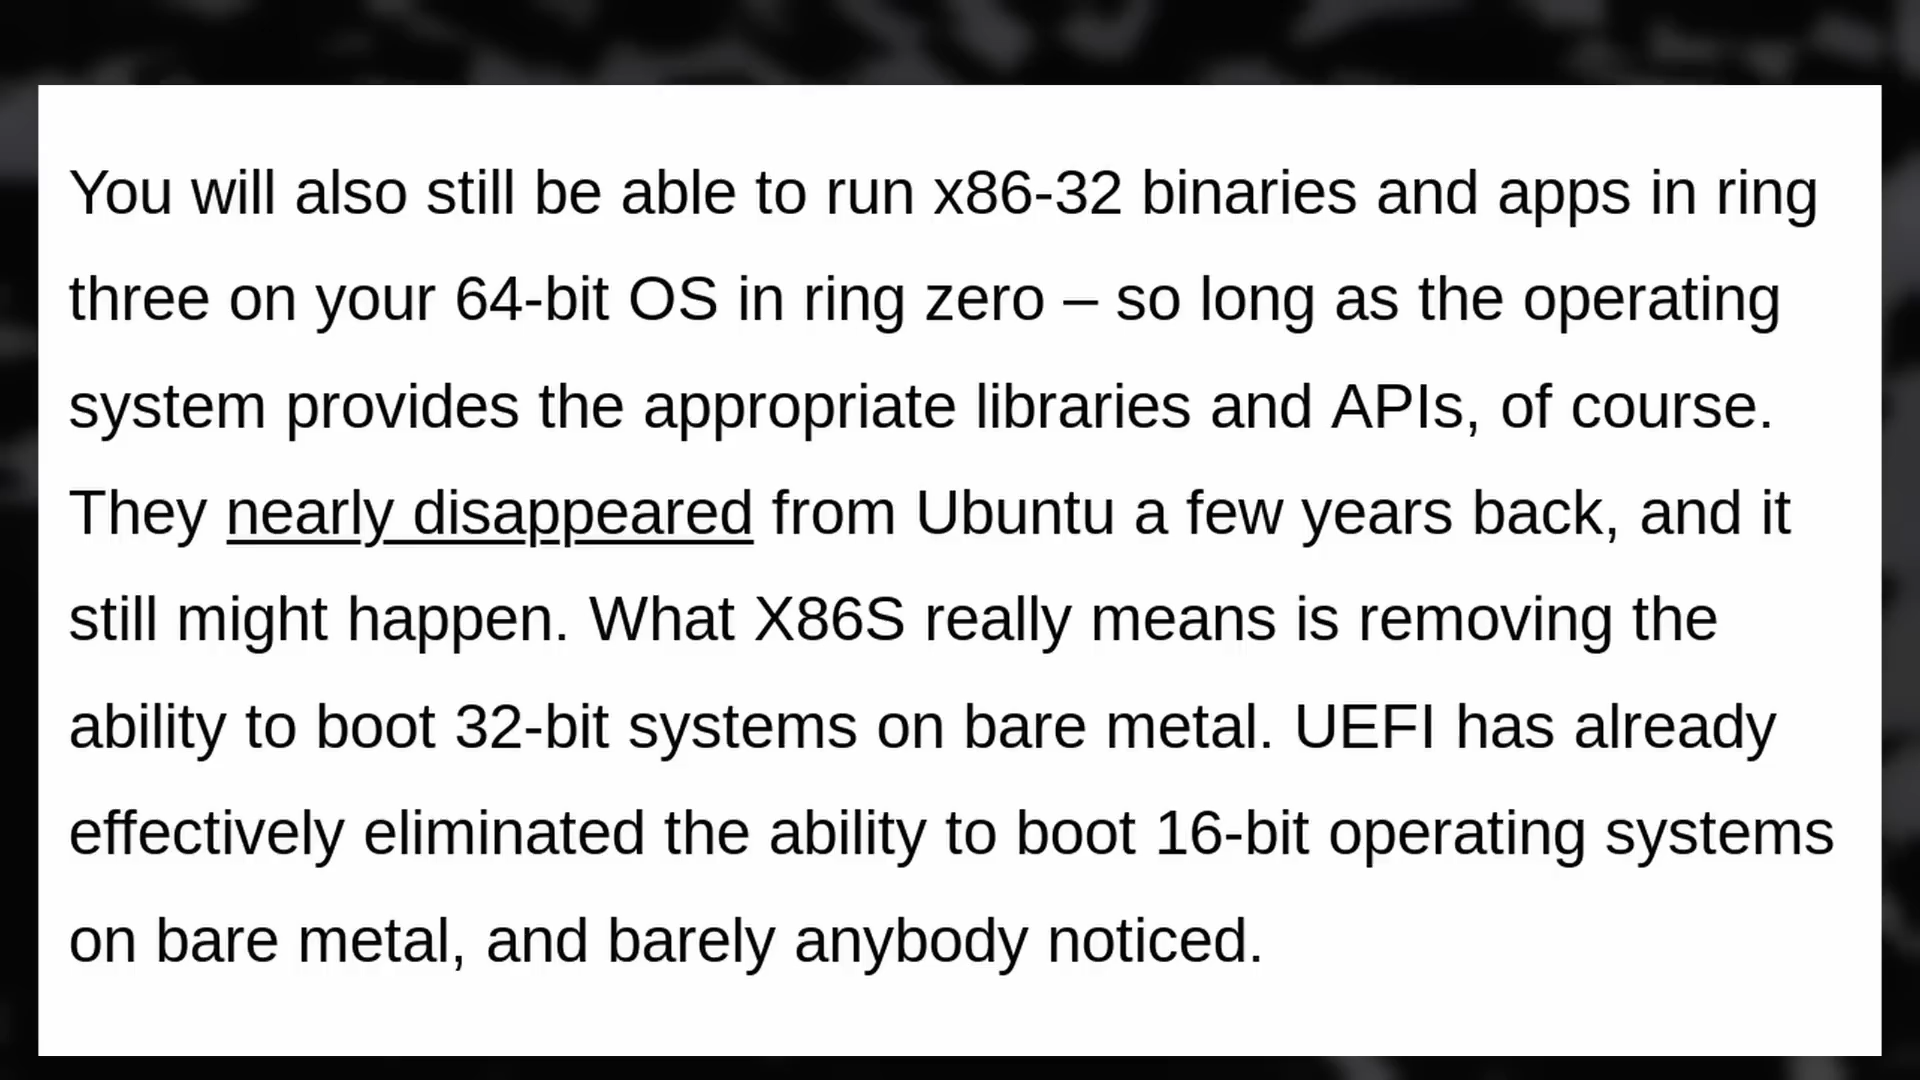 You will also still be able to run x86-32 binaries and apps in ring
three on your 64-bit OS in ring zero – so long as the operating
system provides the appropriate libraries and APIs, of course.
They nearly disappeared from Ubuntu a few years back, and it
still might happen. What X86S really means is removing the
ability to boot 32-bit systems on bare metal. UEFI has already
effectively eliminated the ability to boot 16-bit operating systems
on bare metal, and barely anybody noticed.